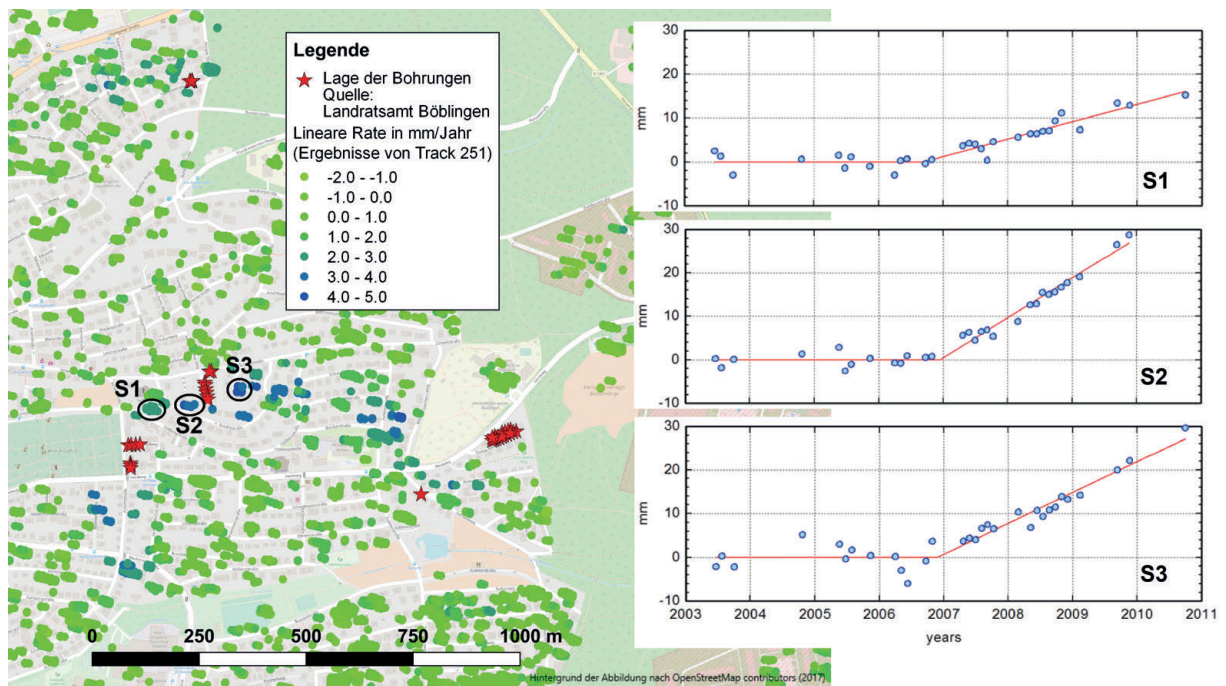 Legende
Lage der Bohrungen
Quelle:
Landratsamt Böblingen
Lineare Rate in mm/Jahr
(Ergebnisse von Track 251)
-2.0 - -1.0
-1.0 - 0.0
0.0 - 1.0
1.0 - 2.0
2.0 - 3.0
3.0 - 4.0
4.0 - 5.0
S1
S2
S3
0 250 500 750 1000 m
Hintergrund der Abbildung nach OpenStreetMap contributors (2017)
30
20
10
0
-10
mm
S1
30
20
10
0
-10
mm
S2
30
20
10
0
-10
mm
S3
2003 2004 2005 2006 2007 2008 2009 2010 2011
years